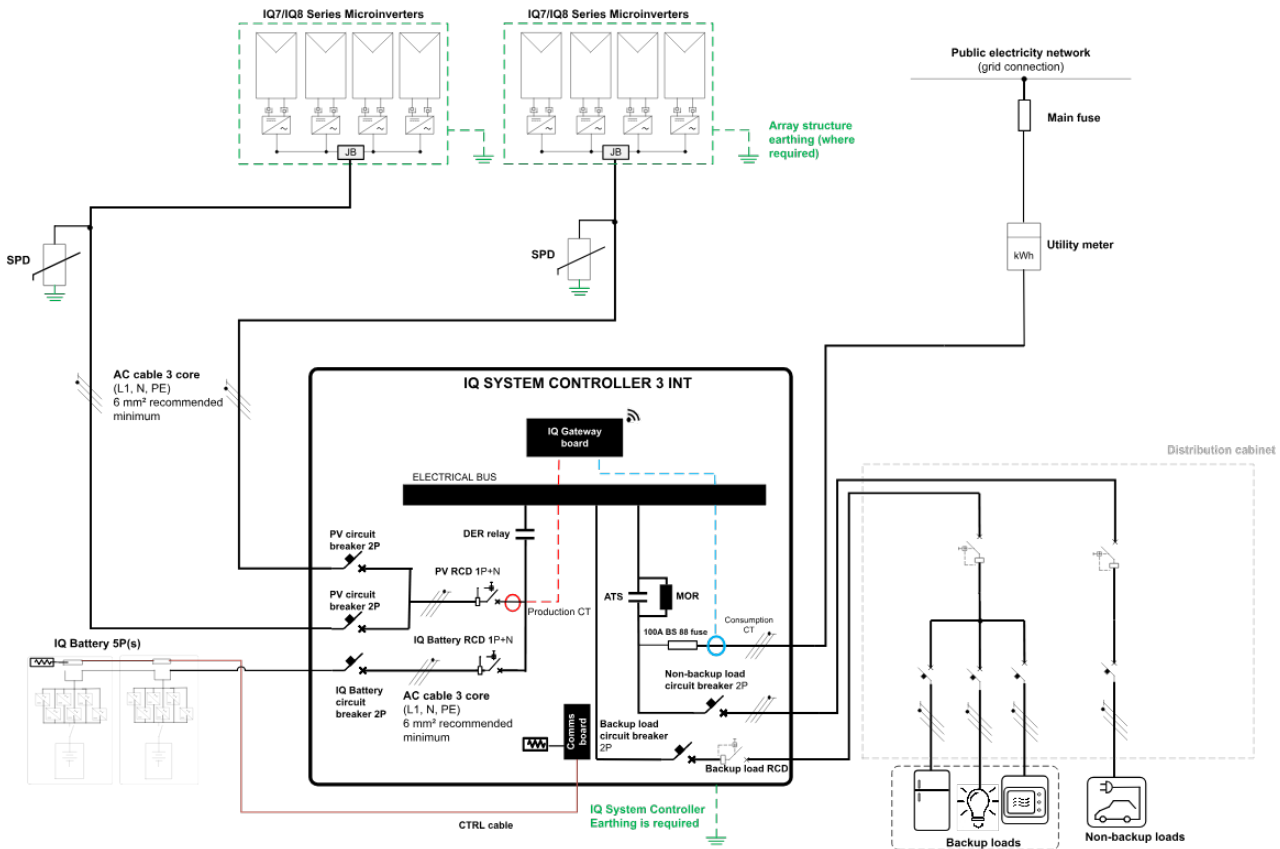 IQ7/IQ8 Series Microinverters
IQ7/IQ8 Series Microinverters
JB
JB
Array structure
earthing (where
required)
Public electricity network
(grid connection)
Main fuse
Utility meter
kWh
SPD
SPD
AC cable 3 core
(L1, N, PE)
6 mm² recommended
minimum
IQ SYSTEM CONTROLLER 3 INT
IQ Gateway
board
ELECTRICAL BUS
Distribution cabinet
DER relay
PV circuit
breaker 2P
PV RCD 1P+N
Production CT
PV circuit
breaker 2P
ATS
MOR
100A BS 88 fuse
Consumption
CT
IQ Battery RCD 1P+N
IQ Battery 5P(s)
IQ Battery
circuit
breaker 2P
AC cable 3 core
(L1, N, PE)
6 mm² recommended
minimum
Non-backup load
circuit breaker 2P
Comms
board
Backup load
circuit breaker
2P
Backup load RCD
CTRL cable
IQ System Controller
Earthing is required
Backup loads
Non-backup loads